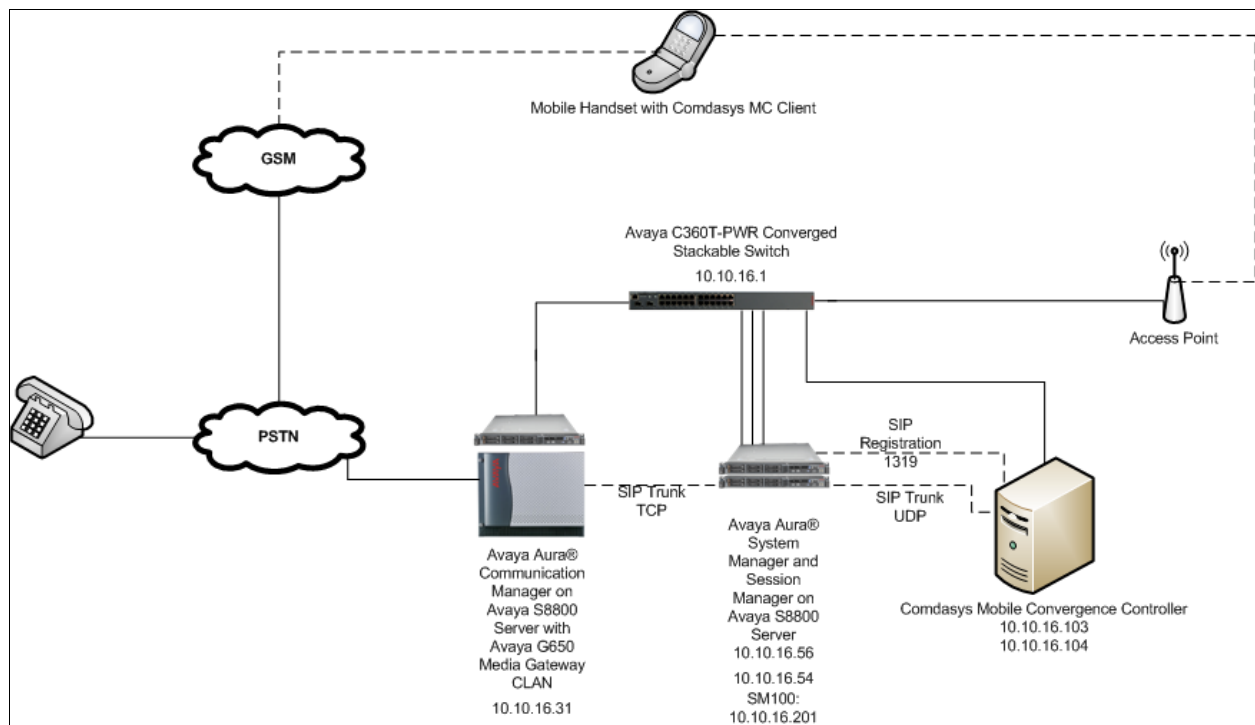 Mobile Handset with Comdasys MC Client
GSM
Avaya C360T-PWR Converged
Stackable Switch
10.10.16.1
Access Point
PSTN
SIP
Registration
1319
SIP Trunk
TCP
SIP Trunk
UDP
Avaya Aura®
Communication
Manager on
Avaya S8800
Server with
Avaya G650
Media Gateway
CLAN
10.10.16.31
Avaya Aura®
System
Manager and
Session
Manager on
Avaya S8800
Server
10.10.16.56
10.10.16.54
SM100:
10.10.16.201
Comdasys Mobile Convergence Controller
10.10.16.103
10.10.16.104